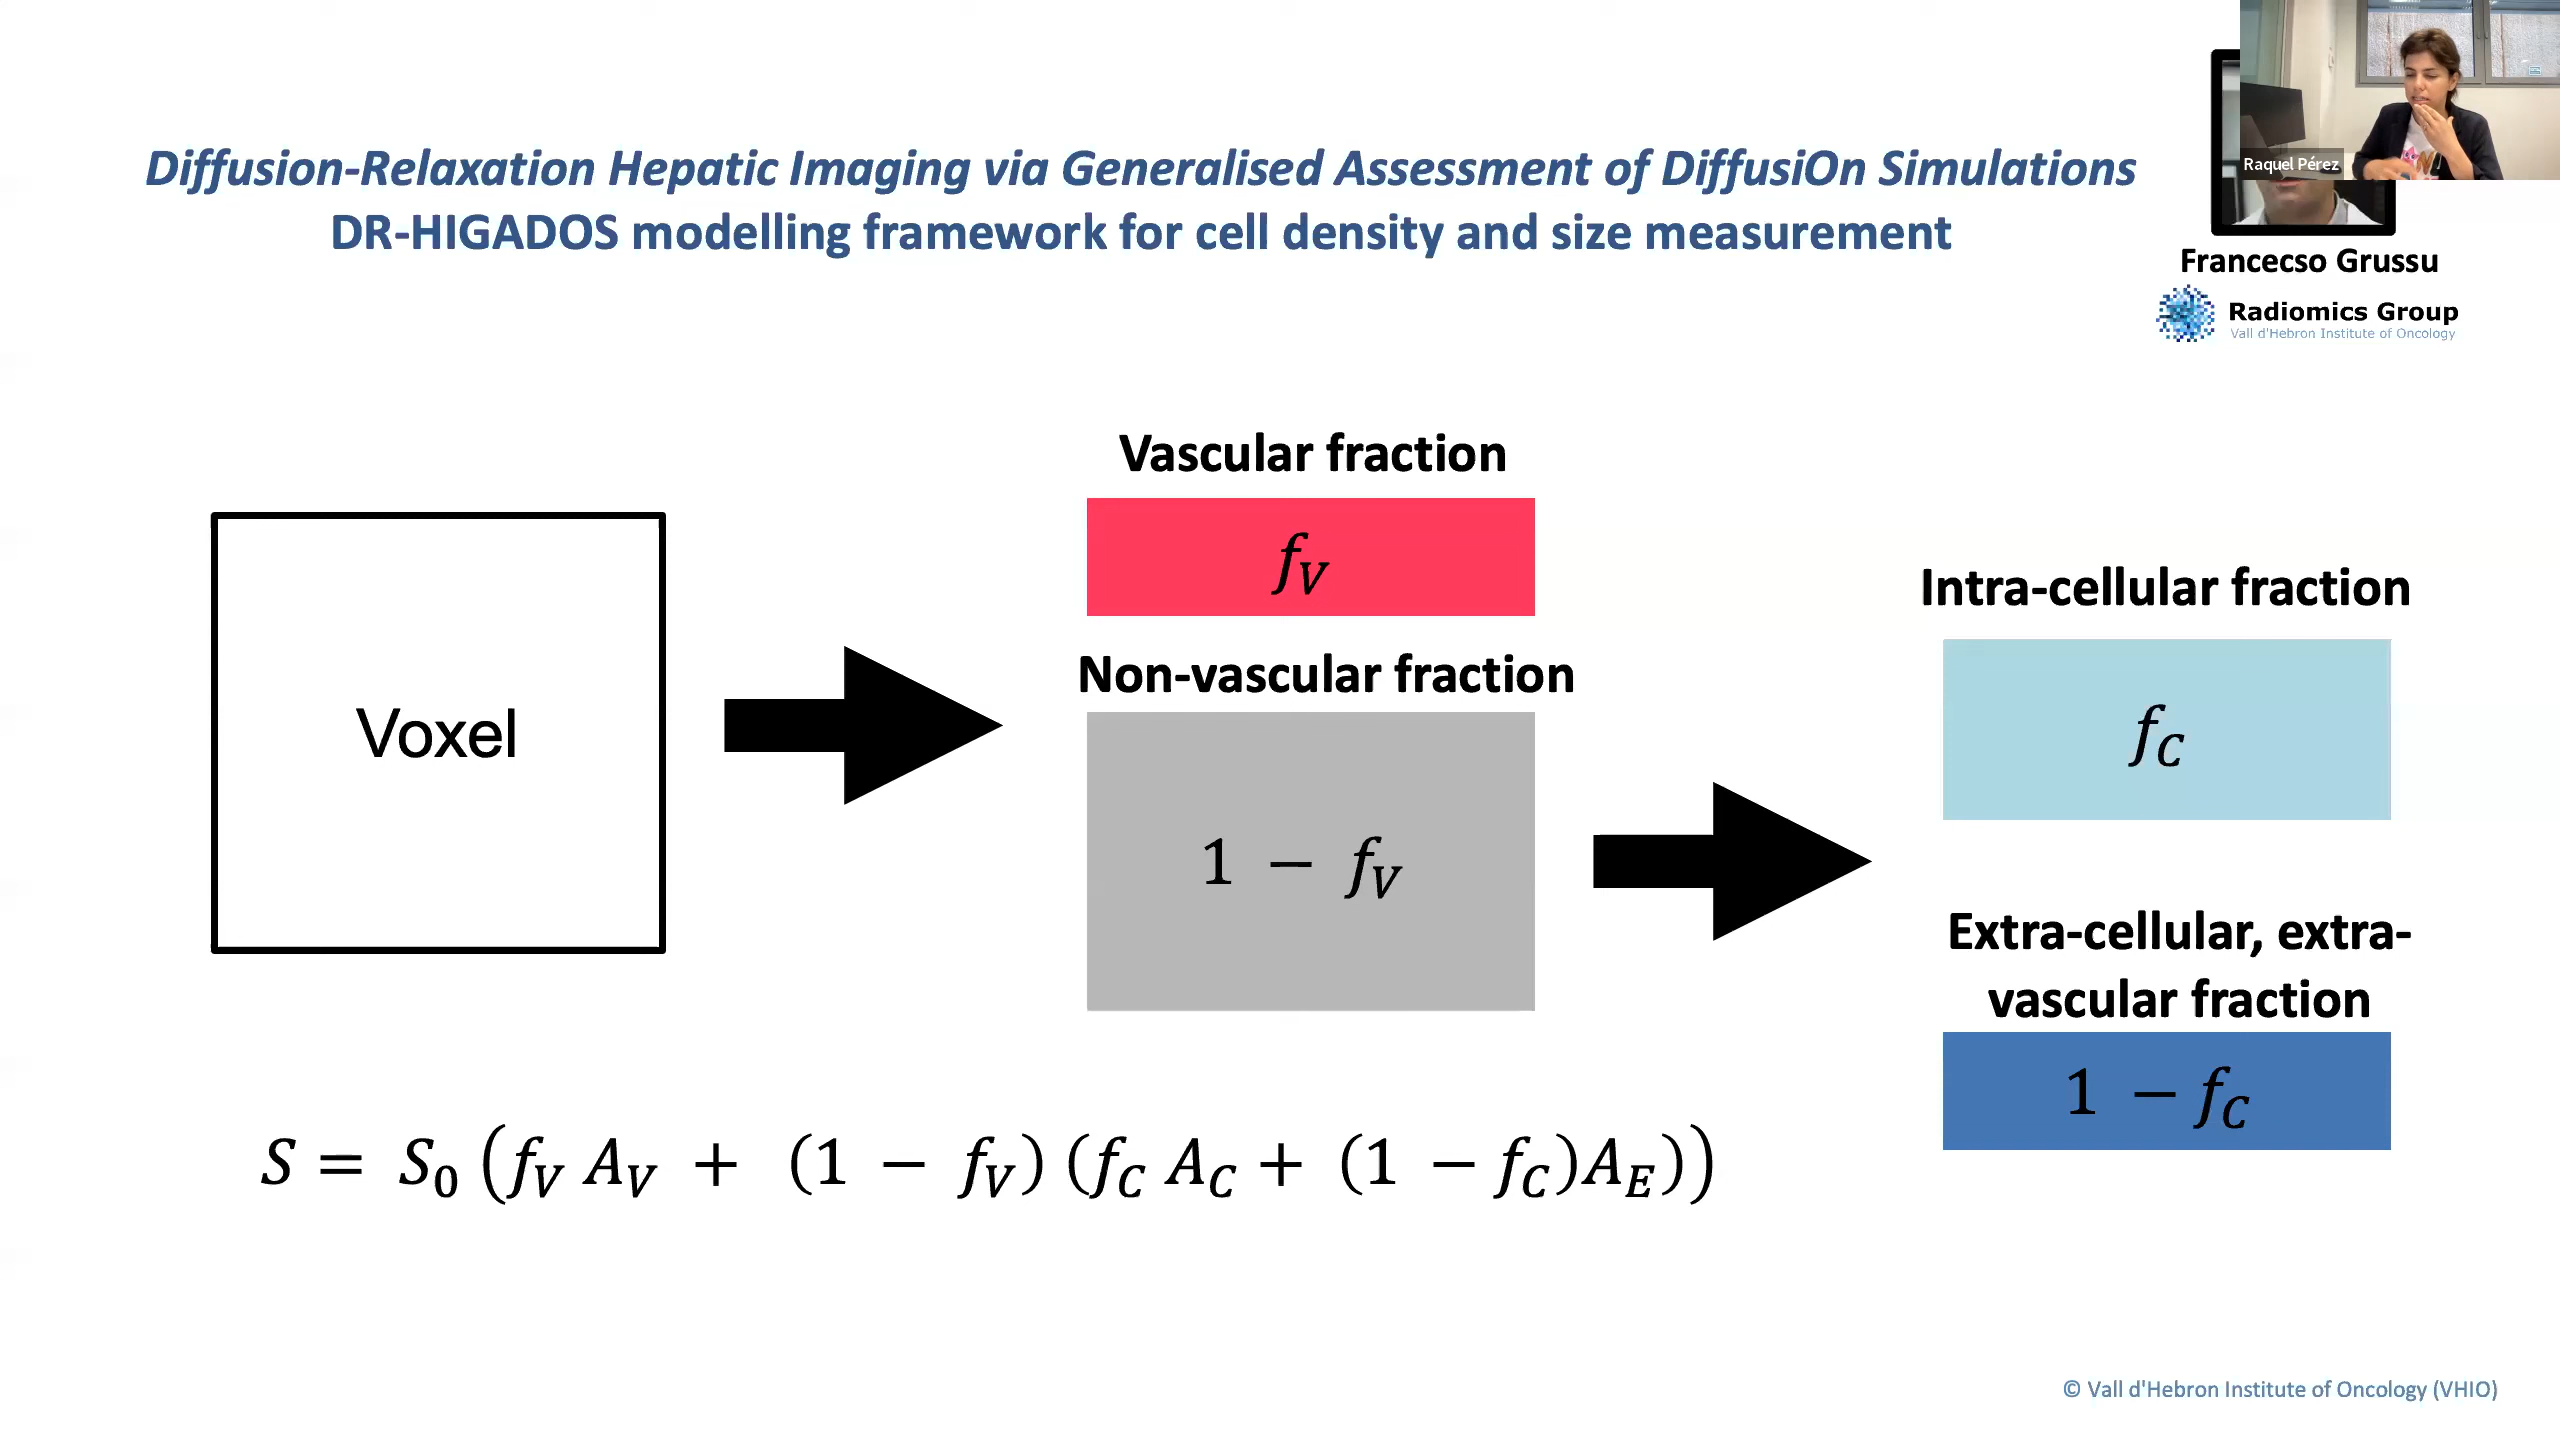 Diffusion-Relaxation Hepatic Imaging via Generalised Assessment of DiffusiOn Simulations
DR-HIGADOS modelling framework for cell density and size measurement
Raquel Pérez
Francecso Grussu
Radiomics Group
Vall d'Hebron Institute of Oncology
Voxel
Vascular fraction
f_V
Non-vascular fraction
1 − f_V
Intra-cellular fraction
f_C
Extra-cellular, extra-
vascular fraction
1 − f_C
S = S_0 (f_V A_V + (1 − f_V) (f_C A_C + (1 − f_C)A_E))
© Vall d'Hebron Institute of Oncology (VHIO)